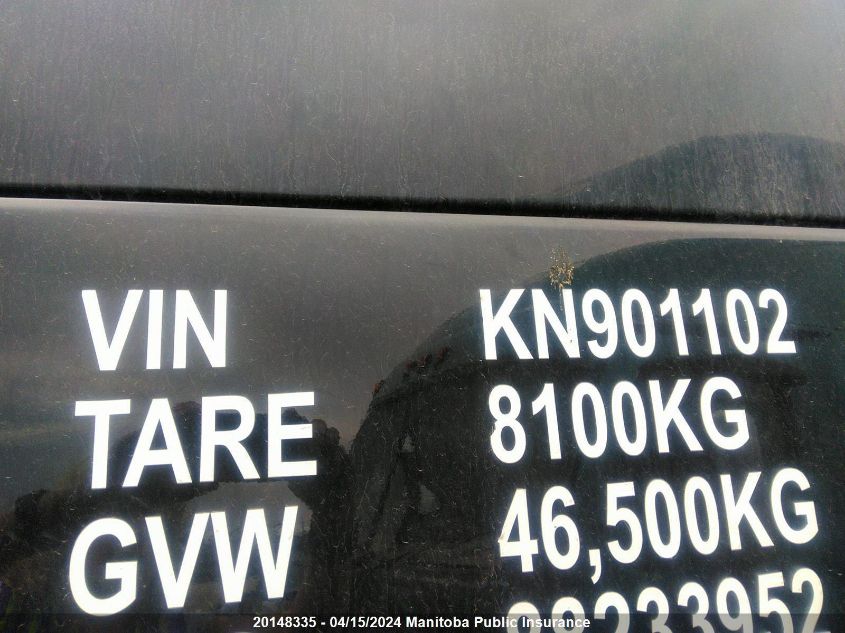 VIN KN901102
TARE 8100KG
GVW 46,500KG
20148335 - 04/15/2024 Manitoba Public Insurance